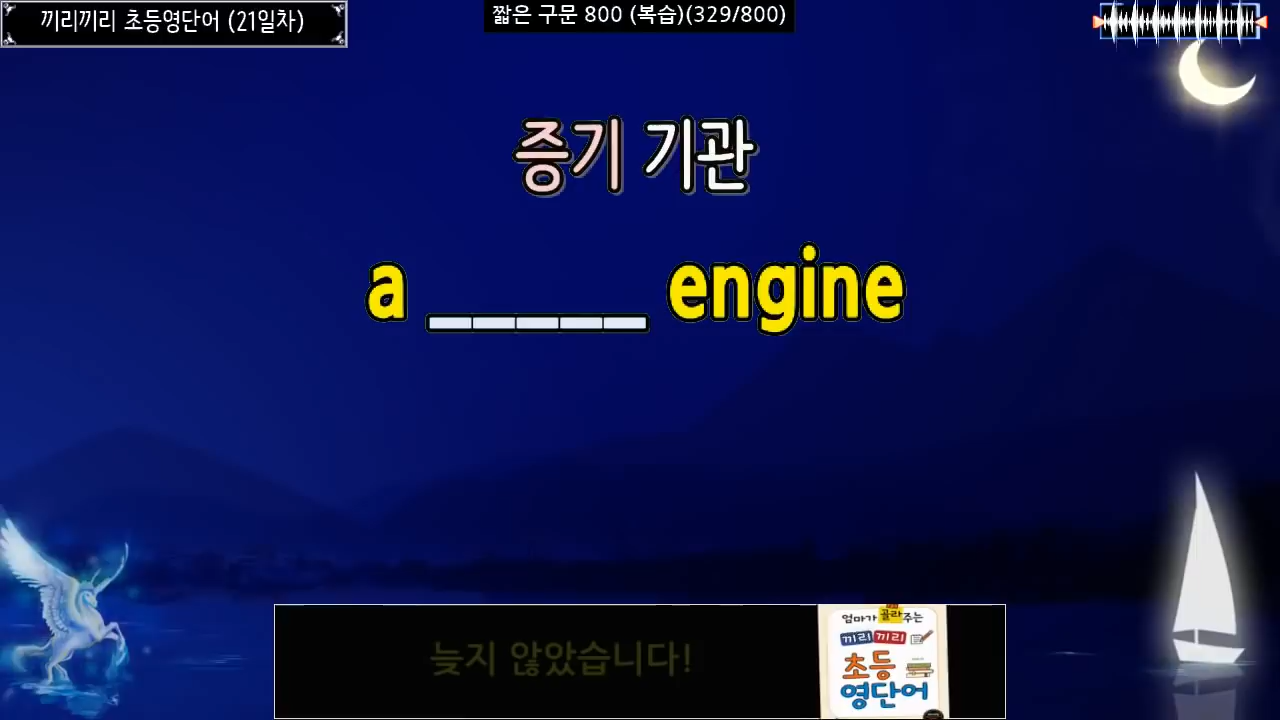 끼리끼리 초등영단어 (21일차)
짧은 구문 800 (복습)(329/800)
증기 기관
a _____ engine
늦지 않았습니다!
엄마가 골라주는
끼리끼리
초등
영단어